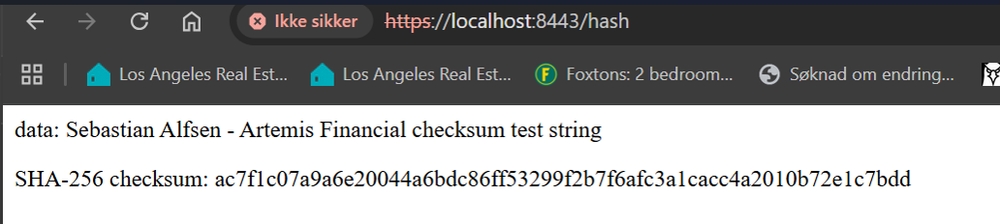 Ikke sikker https://localhost:8443/hash
Los Angeles Real Est... Los Angeles Real Est... Foxtons: 2 bedroom... Søknad om endring...
data: Sebastian Alfsen - Artemis Financial checksum test string
SHA-256 checksum: ac7f1c07a9a6e20044a6bdc86ff53299f2b7f6afc3a1cacc4a2010b72e1c7bdd